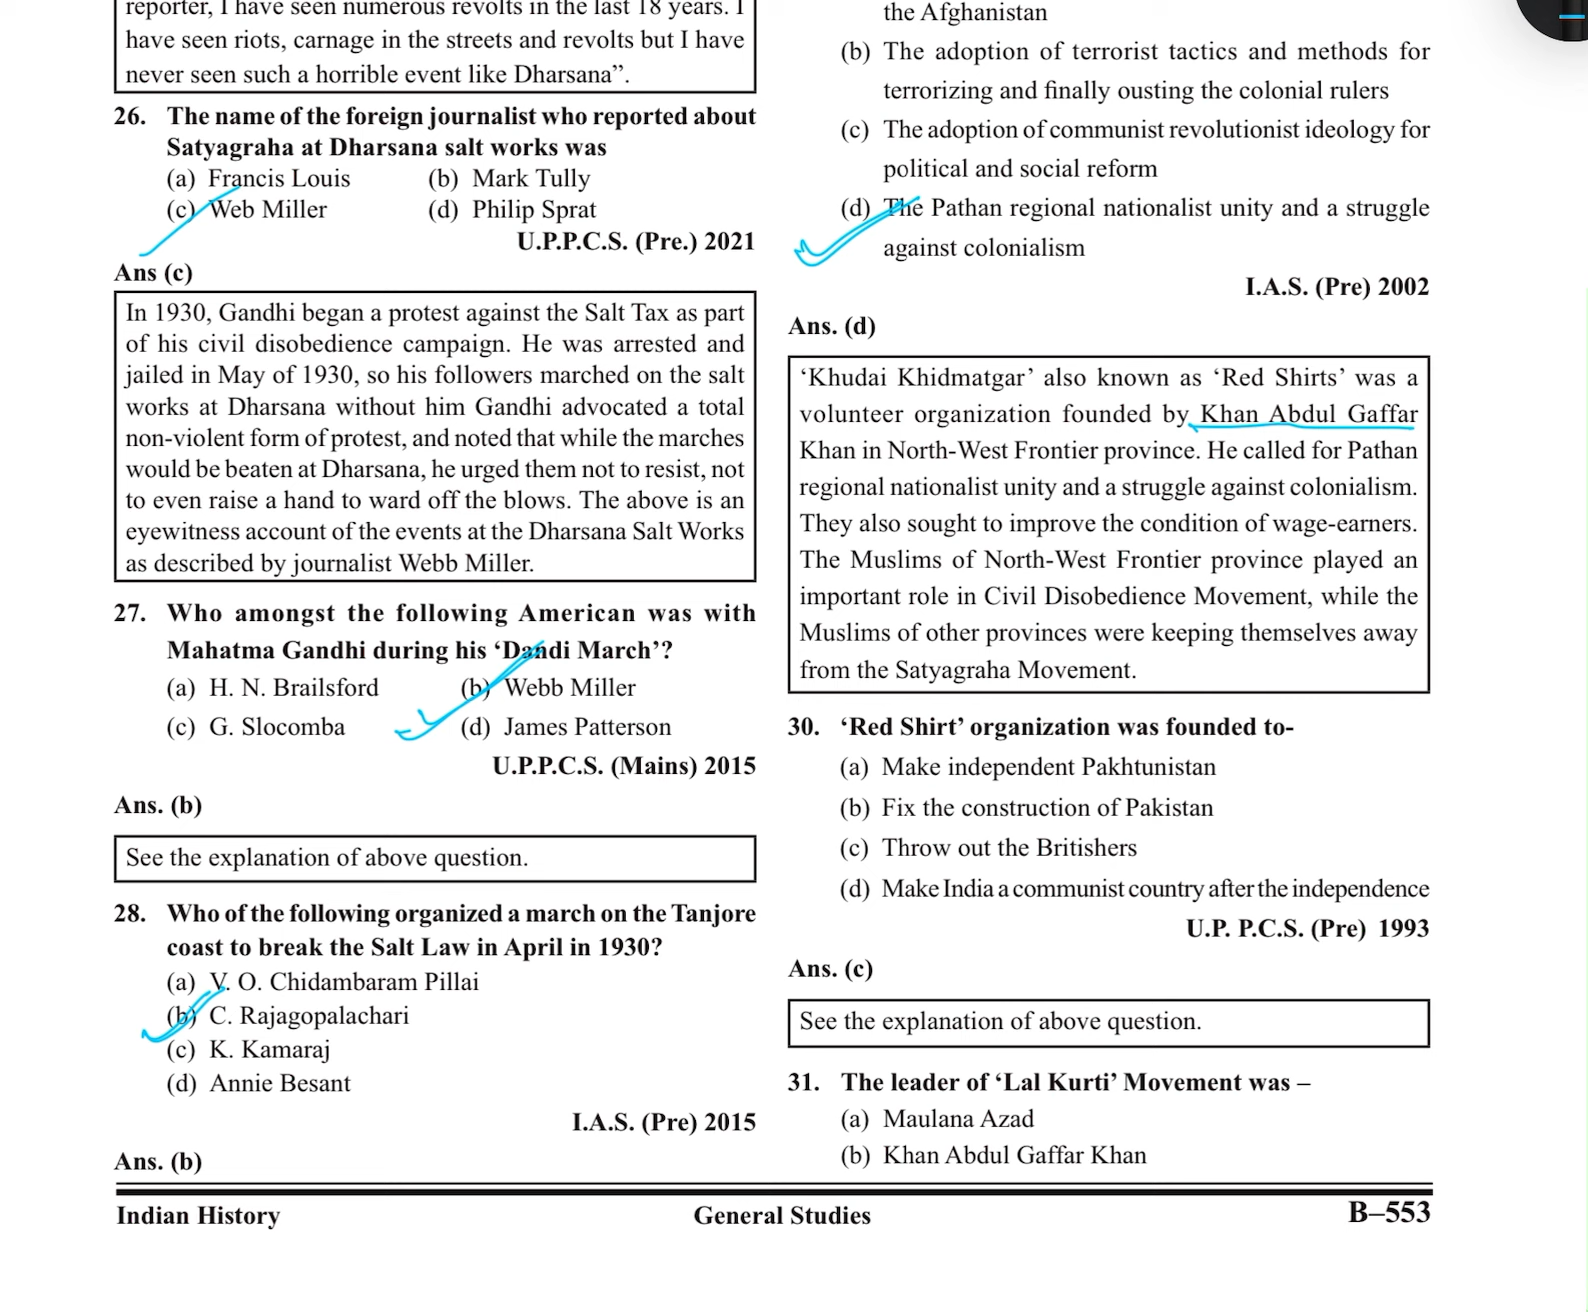 reporter, I have seen numerous revolts in the last 18 years. I
have seen riots, carnage in the streets and revolts but I have
never seen such a horrible event like Dharsana”.
26. The name of the foreign journalist who reported about
Satyagraha at Dharsana salt works was
(a) Francis Louis (b) Mark Tully
(c) Web Miller (d) Philip Sprat
U.P.P.C.S. (Pre.) 2021
Ans (c)
In 1930, Gandhi began a protest against the Salt Tax as part
of his civil disobedience campaign. He was arrested and
jailed in May of 1930, so his followers marched on the salt
works at Dharsana without him Gandhi advocated a total
non-violent form of protest, and noted that while the marches
would be beaten at Dharsana, he urged them not to resist, not
to even raise a hand to ward off the blows. The above is an
eyewitness account of the events at the Dharsana Salt Works
as described by journalist Webb Miller.
27. Who amongst the following American was with
Mahatma Gandhi during his ‘Dandi March’?
(a) H. N. Brailsford (b) Webb Miller
(c) G. Slocomba (d) James Patterson
U.P.P.C.S. (Mains) 2015
Ans. (b)
See the explanation of above question.
28. Who of the following organized a march on the Tanjore
coast to break the Salt Law in April in 1930?
(a) V. O. Chidambaram Pillai
(b) C. Rajagopalachari
(c) K. Kamaraj
(d) Annie Besant
I.A.S. (Pre) 2015
Ans. (b)
the Afghanistan
(b) The adoption of terrorist tactics and methods for
terrorizing and finally ousting the colonial rulers
(c) The adoption of communist revolutionist ideology for
political and social reform
(d) The Pathan regional nationalist unity and a struggle
against colonialism
I.A.S. (Pre) 2002
Ans. (d)
‘Khudai Khidmatgar’ also known as ‘Red Shirts’ was a
volunteer organization founded by Khan Abdul Gaffar
Khan in North-West Frontier province. He called for Pathan
regional nationalist unity and a struggle against colonialism.
They also sought to improve the condition of wage-earners.
The Muslims of North-West Frontier province played an
important role in Civil Disobedience Movement, while the
Muslims of other provinces were keeping themselves away
from the Satyagraha Movement.
30. ‘Red Shirt’ organization was founded to-
(a) Make independent Pakhtunistan
(b) Fix the construction of Pakistan
(c) Throw out the Britishers
(d) Make India a communist country after the independence
U.P. P.C.S. (Pre) 1993
Ans. (c)
See the explanation of above question.
31. The leader of ‘Lal Kurti’ Movement was –
(a) Maulana Azad
(b) Khan Abdul Gaffar Khan
Indian History General Studies B–553